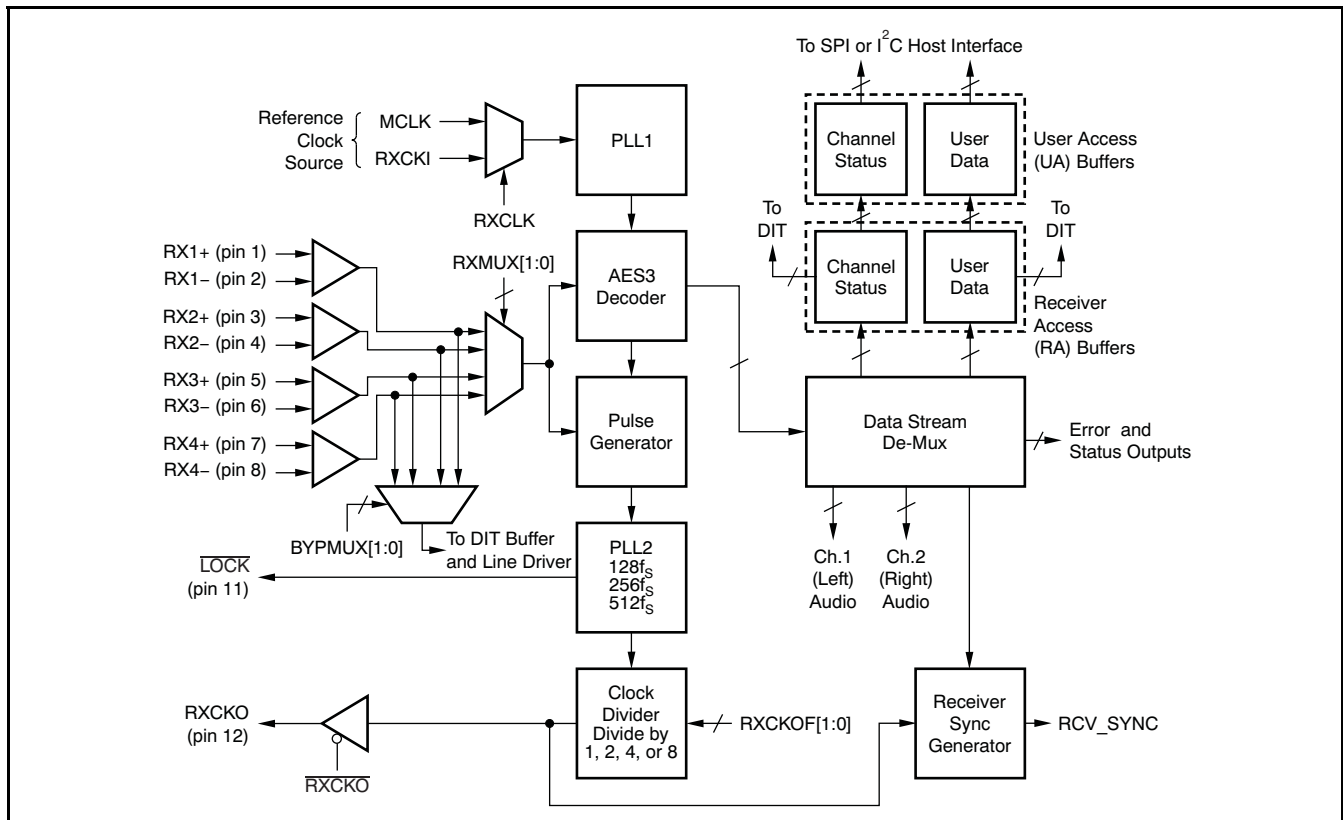 To SPI or I2C Host Interface
Reference
Clock
Source
MCLK
RXCKI
RXCLK
PLL1
Channel
Status
User
Data
User Access
(UA) Buffers
To
DIT
Channel
Status
User
Data
To
DIT
Receiver
Access
(RA) Buffers
RX1+ (pin 1)
RX1− (pin 2)
RX2+ (pin 3)
RX2− (pin 4)
RX3+ (pin 5)
RX3− (pin 6)
RX4+ (pin 7)
RX4− (pin 8)
RXMUX[1:0]
AES3
Decoder
Pulse
Generator
Data Stream
De-Mux
Error and
Status Outputs
BYPMUX[1:0]
To DIT Buffer
and Line Driver
Ch.1
(Left)
Audio
Ch.2
(Right)
Audio
LOCK
(pin 11)
PLL2
128fS
256fS
512fS
RXCKO
(pin 12)
RXCKO
Clock
Divider
Divide by
1, 2, 4, or 8
RXCKOF[1:0]
Receiver
Sync
Generator
RCV_SYNC